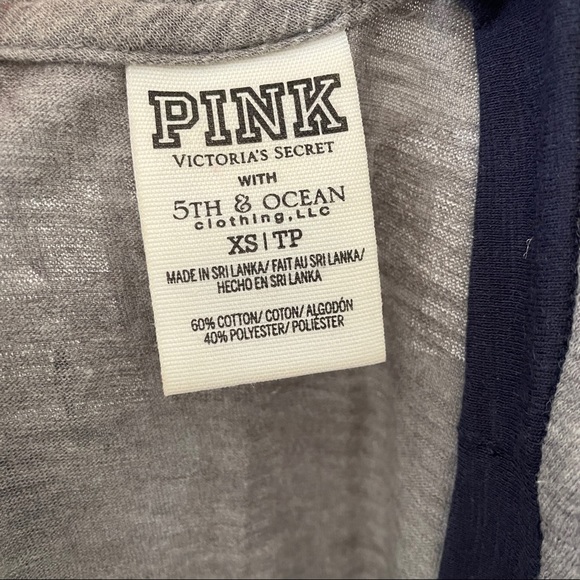 PINK
VICTORIA'S SECRET
WITH
5TH & OCEAN
clothing, LLC
XS | TP
MADE IN SRI LANKA/ FAIT AU SRI LANKA/
HECHO EN SRI LANKA
60% COTTON/ COTON/ ALGODÓN
40% POLYESTER/ POLIÉSTER